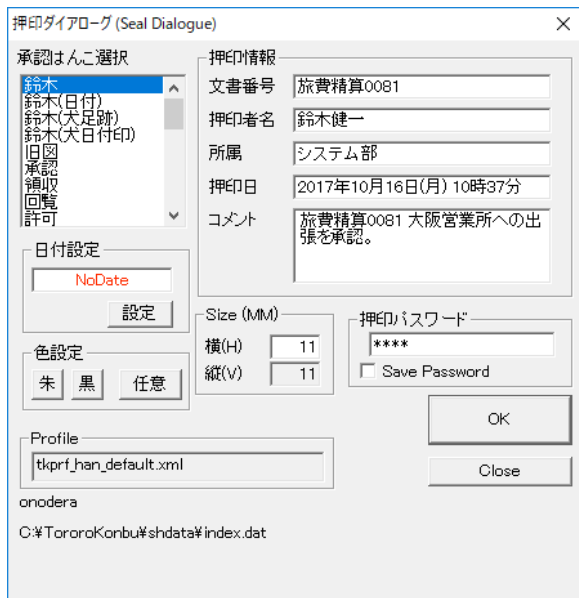 押印ダイアローグ (Seal Dialogue)
承認はんこ選択
鈴木
鈴木(日付)
鈴木(犬足跡)
鈴木(犬日付印)
旧図
承認
領収
回覧
許可
日付設定
NoDate
設定
色設定
朱 黒 任意
押印情報
文書番号 旅費精算0081
押印者名 鈴木健一
所属 システム部
押印日 2017年10月16日(月) 10時37分
コメント 旅費精算0081 大阪営業所への出
張を承認。
Size (MM)
横(H) 11
縦(V) 11
押印パスワード
****
Save Password
OK
Close
Profile
tkprf_han_default.xml
onodera
C:¥TororoKonbu¥shdata¥index.dat